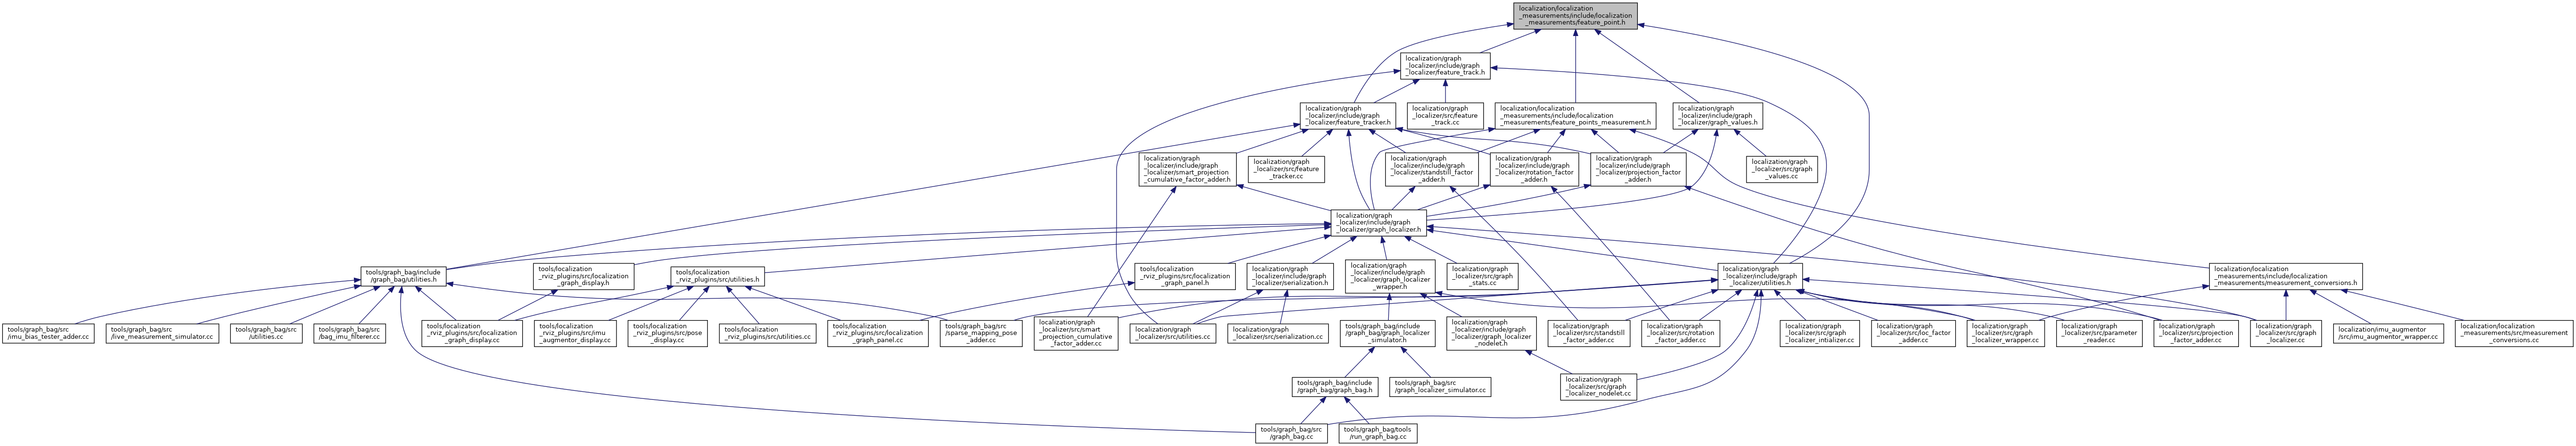 localization/localization
_measurements/include/localization
_measurements/feature_point.h
localization/graph
_localizer/include/graph
_localizer/feature_track.h
localization/graph
_localizer/include/graph
_localizer/feature_tracker.h
localization/graph
_localizer/src/feature
_track.cc
localization/localization
_measurements/include/localization
_measurements/feature_points_measurement.h
localization/graph
_localizer/include/graph
_localizer/graph_values.h
localization/graph
_localizer/include/graph
_localizer/smart_projection
_cumulative_factor_adder.h
localization/graph
_localizer/src/feature
_tracker.cc
localization/graph
_localizer/include/graph
_localizer/standstill_factor
_adder.h
localization/graph
_localizer/include/graph
_localizer/rotation_factor
_adder.h
localization/graph
_localizer/include/graph
_localizer/projection_factor
_adder.h
localization/graph
_localizer/src/graph
_values.cc
localization/graph
_localizer/include/graph
_localizer/graph_localizer.h
tools/graph_bag/include
/graph_bag/utilities.h
tools/localization
_rviz_plugins/src/localization
_graph_display.h
tools/localization
_rviz_plugins/src/utilities.h
tools/localization
_rviz_plugins/src/localization
_graph_panel.h
localization/graph
_localizer/include/graph
_localizer/serialization.h
localization/graph
_localizer/include/graph
_localizer/graph_localizer
_wrapper.h
localization/graph
_localizer/src/graph
_stats.cc
localization/graph
_localizer/include/graph
_localizer/utilities.h
localization/localization
_measurements/include/localization
_measurements/measurement_conversions.h
tools/graph_bag/src
/imu_bias_tester_adder.cc
tools/graph_bag/src
/live_measurement_simulator.cc
tools/graph_bag/src
/utilities.cc
tools/graph_bag/src
/bag_imu_filterer.cc
tools/localization
_rviz_plugins/src/localization
_graph_display.cc
tools/localization
_rviz_plugins/src/imu
_augmentor_display.cc
tools/localization
_rviz_plugins/src/pose
_display.cc
tools/localization
_rviz_plugins/src/utilities.cc
tools/localization
_rviz_plugins/src/localization
_graph_panel.cc
tools/graph_bag/src
/sparse_mapping_pose
_adder.cc
localization/graph
_localizer/src/smart
_projection_cumulative
_factor_adder.cc
localization/graph
_localizer/src/utilities.cc
localization/graph
_localizer/src/serialization.cc
tools/graph_bag/include
/graph_bag/graph_localizer
_simulator.h
localization/graph
_localizer/include/graph
_localizer/graph_localizer
_nodelet.h
localization/graph
_localizer/src/standstill
_factor_adder.cc
localization/graph
_localizer/src/rotation
_factor_adder.cc
localization/graph
_localizer/src/graph
_localizer_intializer.cc
localization/graph
_localizer/src/loc_factor
_adder.cc
localization/graph
_localizer/src/graph
_localizer_wrapper.cc
localization/graph
_localizer/src/parameter
_reader.cc
localization/graph
_localizer/src/projection
_factor_adder.cc
localization/graph
_localizer/src/graph
_localizer.cc
localization/imu_augmentor
/src/imu_augmentor_wrapper.cc
localization/localization
_measurements/src/measurement
_conversions.cc
tools/graph_bag/include
/graph_bag/graph_bag.h
tools/graph_bag/src
/graph_localizer_simulator.cc
localization/graph
_localizer/src/graph
_localizer_nodelet.cc
tools/graph_bag/src
/graph_bag.cc
tools/graph_bag/tools
/run_graph_bag.cc